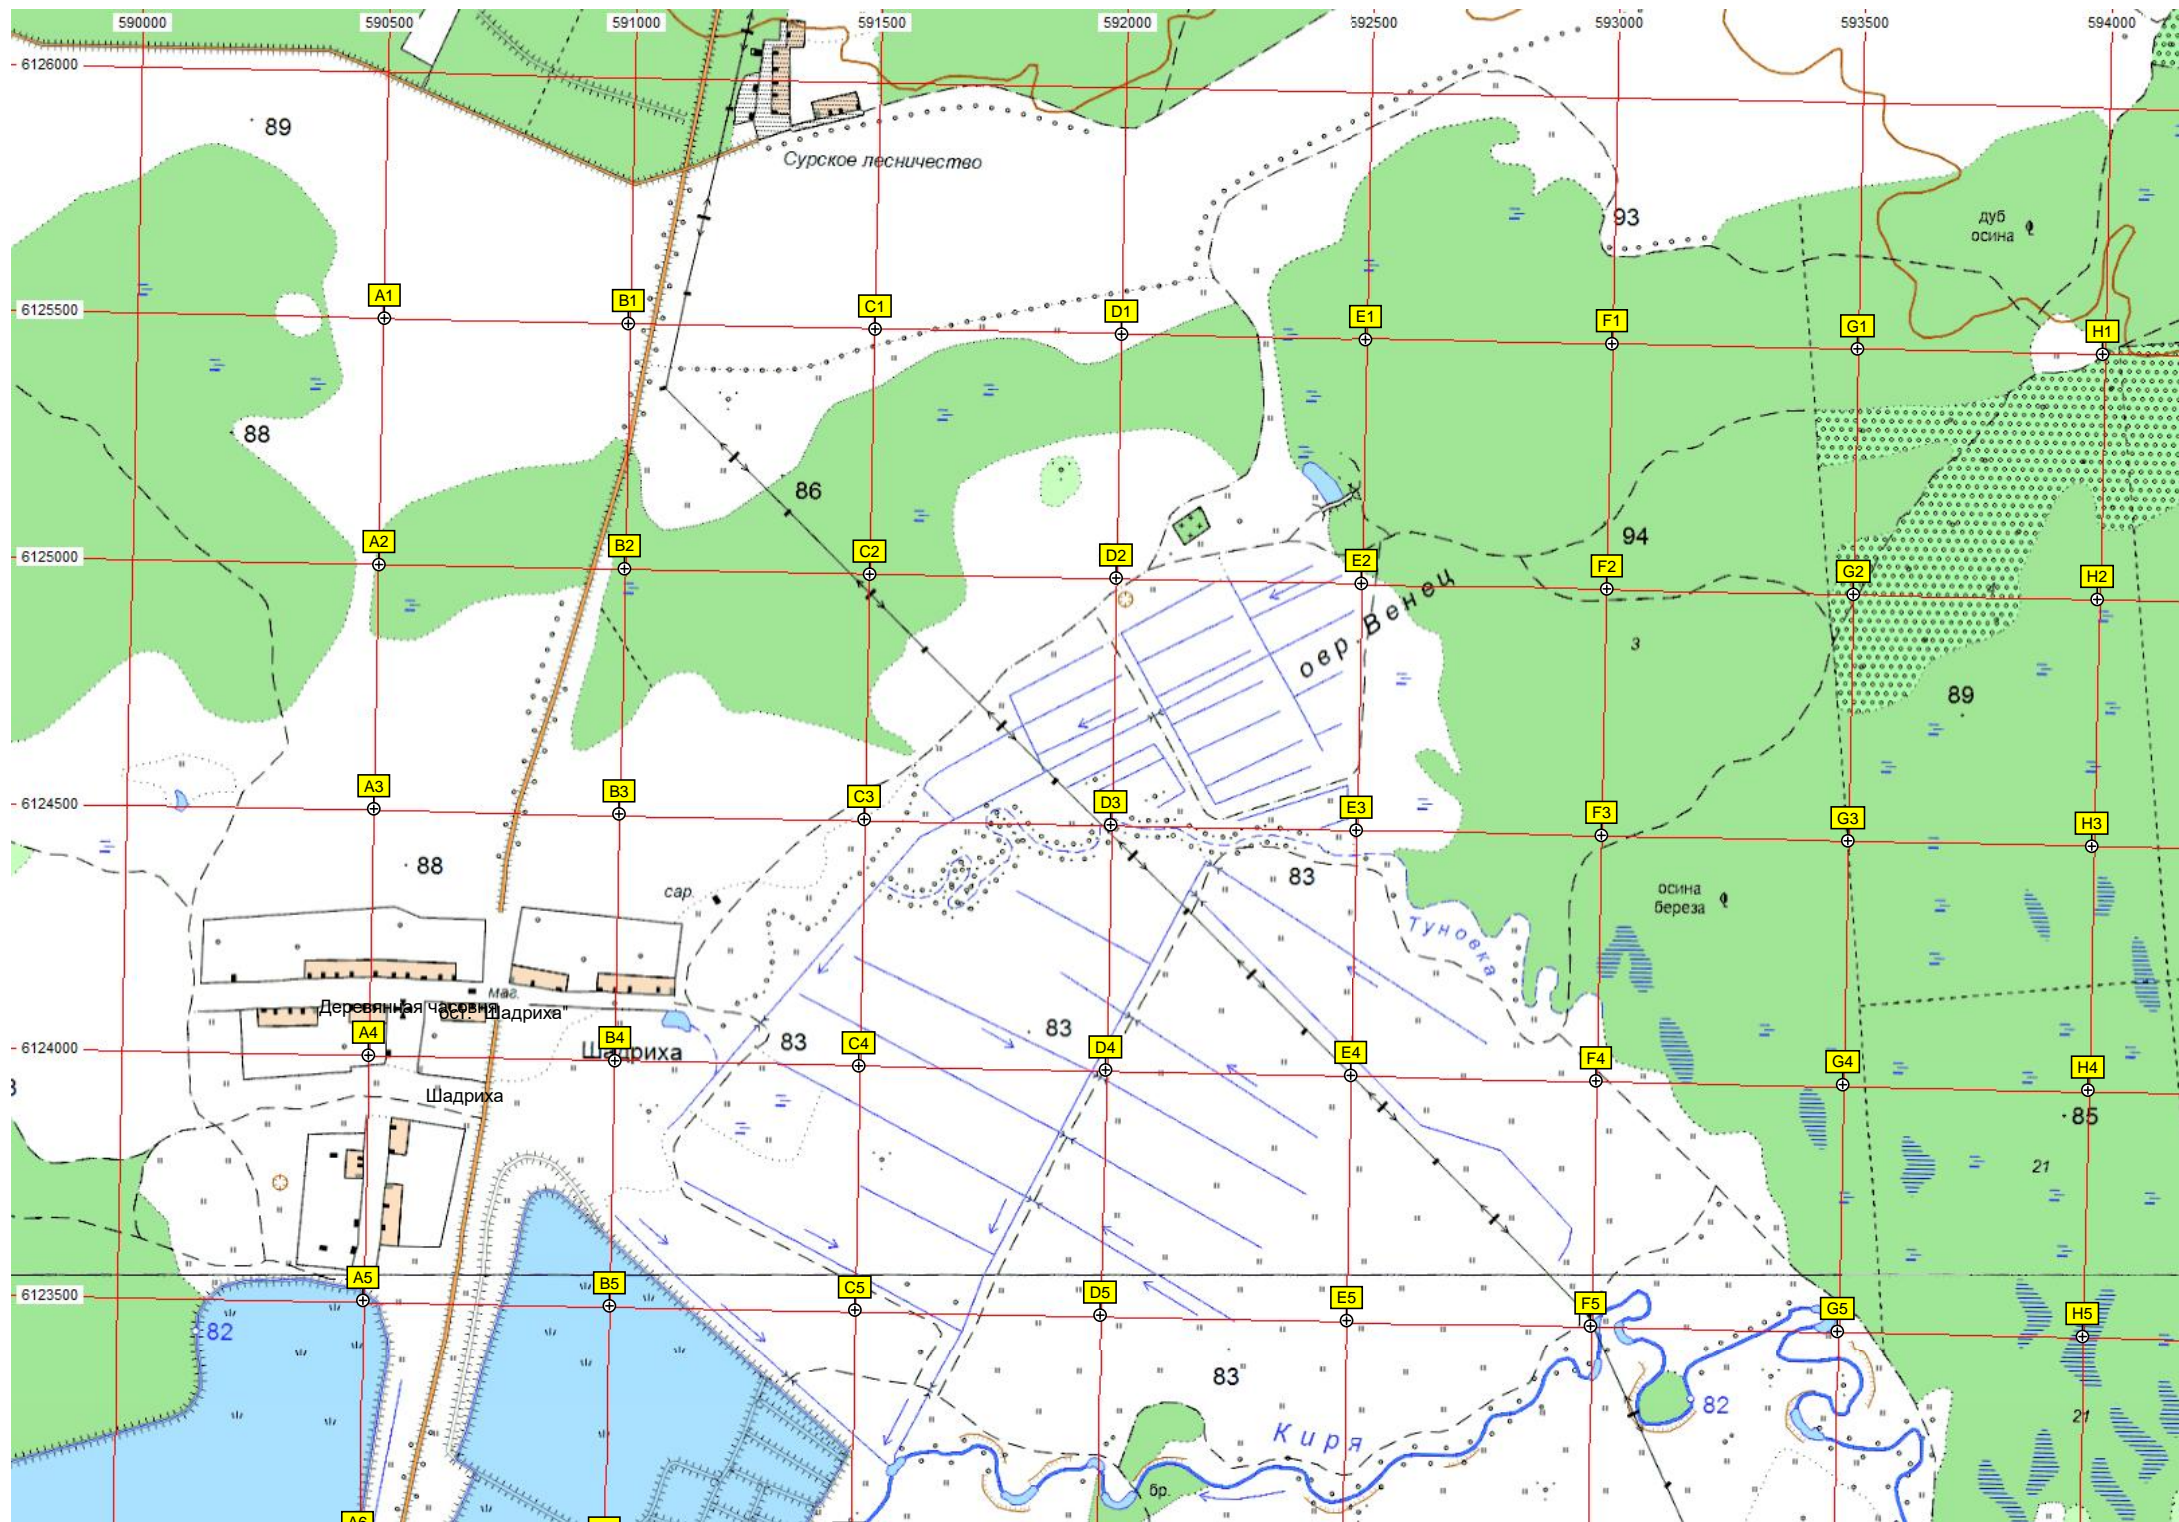 590000 590500 591000 591500 592000 592500 593000 593500 594000
6126000
89
Сурское лесничество
93
дуб
осина
6125500
A1 B1 C1 D1 E1 F1 G1 H1
88
86
94
6125000
A2 B2 C2 D2 E2 F2 G2 H2
овр. Венец
3
89
6124500
A3 B3 C3 D3 E3 F3 G3 H3
88
сар.
83
осина
береза
Туновка
маг.
Деревянная часовня
ост. "Шадриха"
83
83
6124000
A4 B4 C4 D4 E4 F4 G4 H4
Шадриха
Шадриха
85
21
6123500
A5 B5 C5 D5 E5 F5 G5 H5
82
83
82
21
Киря
бр.
A6